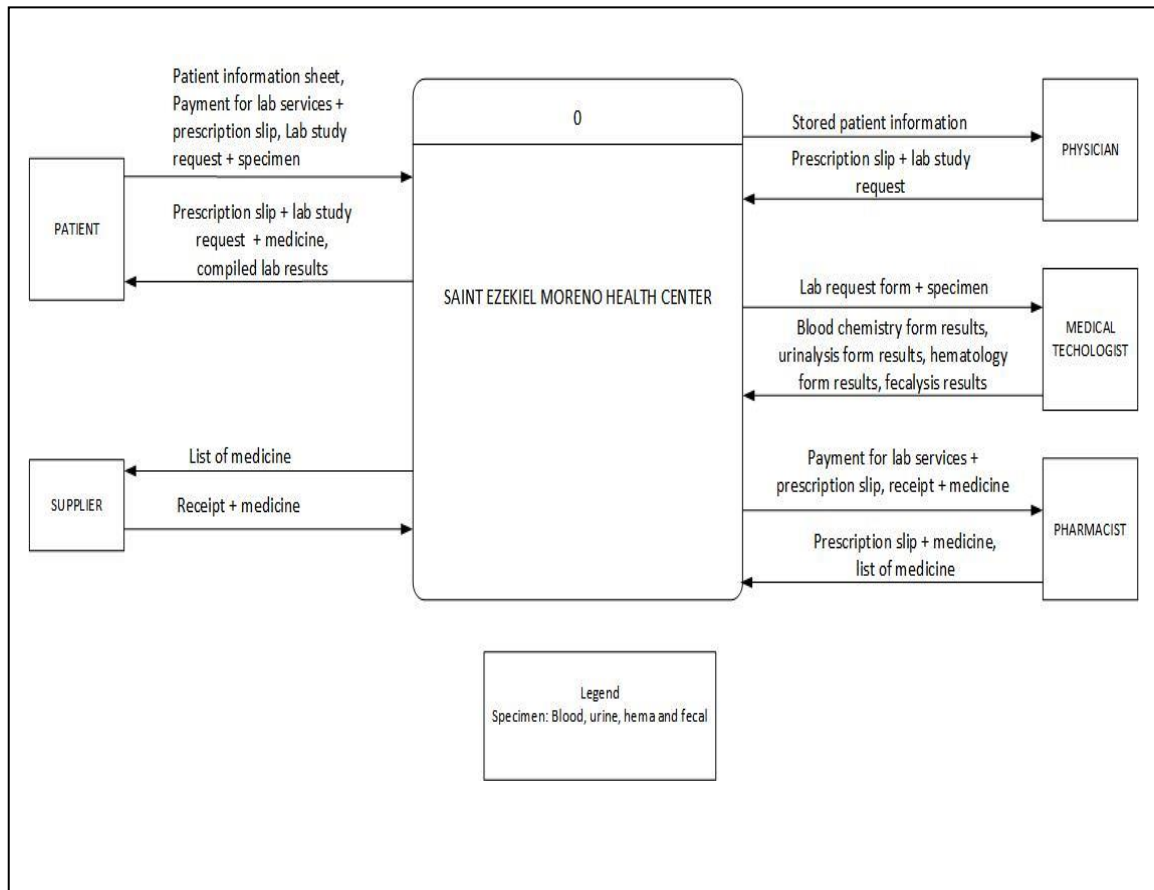 Patient information sheet,
Payment for lab services +
prescription slip, Lab study
request + specimen
PATIENT
Prescription slip + lab study
request + medicine,
compiled lab results
List of medicine
SUPPLIER
Receipt + medicine
0
SAINT EZEKIEL MORENO HEALTH CENTER
Stored patient information
PHYSICIAN
Prescription slip + lab study
request
Lab request form + specimen
MEDICAL
TECHOLOGIST
Blood chemistry form results,
urinalysis form results, hematology
form results, fecalysis results
Payment for lab services +
prescription slip, receipt + medicine
PHARMACIST
Prescription slip + medicine,
list of medicine
Legend
Specimen: Blood, urine, hema and fecal